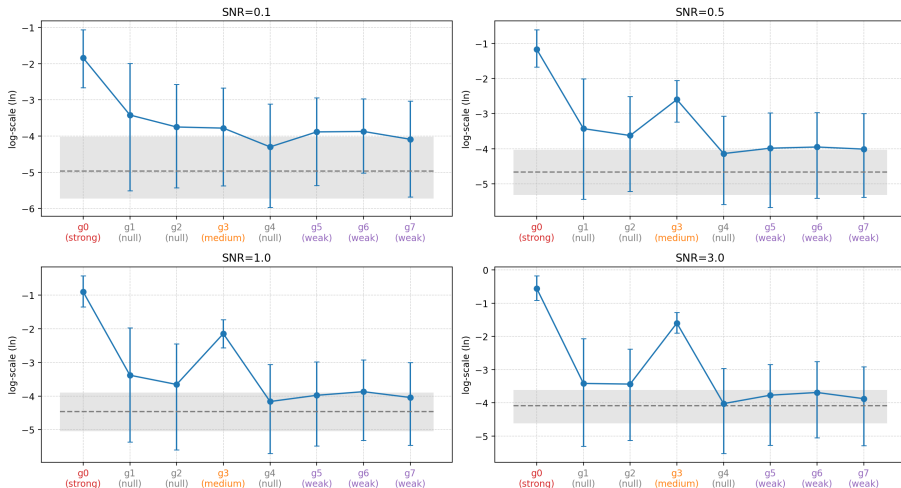 SNR=0.1
log-scale (ln)
−1
−2
−3
−4
−5
−6
g0 g1 g2 g3 g4 g5 g6 g7
(strong) (null) (null) (medium) (null) (weak) (weak) (weak)
SNR=0.5
log-scale (ln)
−1
−2
−3
−4
−5
g0 g1 g2 g3 g4 g5 g6 g7
(strong) (null) (null) (medium) (null) (weak) (weak) (weak)
SNR=1.0
log-scale (ln)
−1
−2
−3
−4
−5
g0 g1 g2 g3 g4 g5 g6 g7
(strong) (null) (null) (medium) (null) (weak) (weak) (weak)
SNR=3.0
log-scale (ln)
0
−1
−2
−3
−4
−5
g0 g1 g2 g3 g4 g5 g6 g7
(strong) (null) (null) (medium) (null) (weak) (weak) (weak)